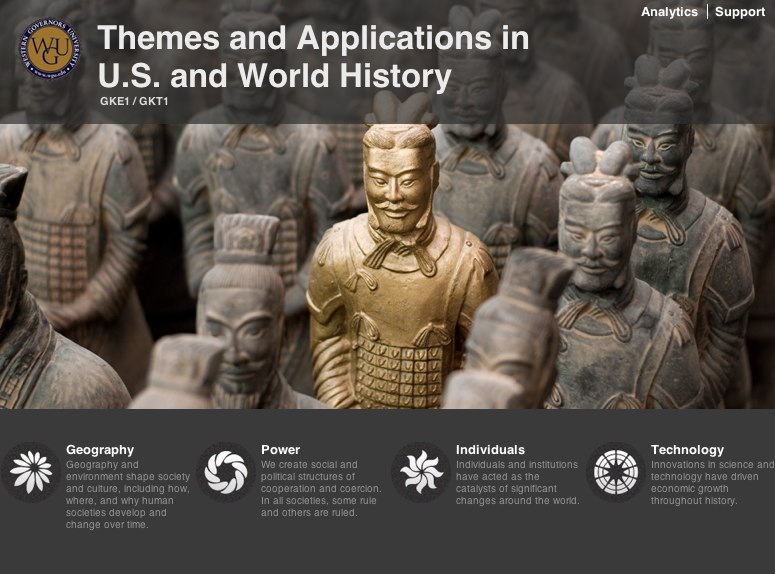 Analytics | Support
WESTERN GOVERNORS UNIVERSITY
WGU
www.wgu.edu
Themes and Applications in
U.S. and World History
GKE1 / GKT1
Geography
Geography and
environment shape society
and culture, including how,
where, and why human
societies develop and
change over time.
Power
We create social and
political structures of
cooperation and coercion.
In all societies, some rule
and others are ruled.
Individuals
Individuals and institutions
have acted as the
catalysts of significant
changes around the world.
Technology
Innovations in science and
technology have driven
economic growth
throughout history.